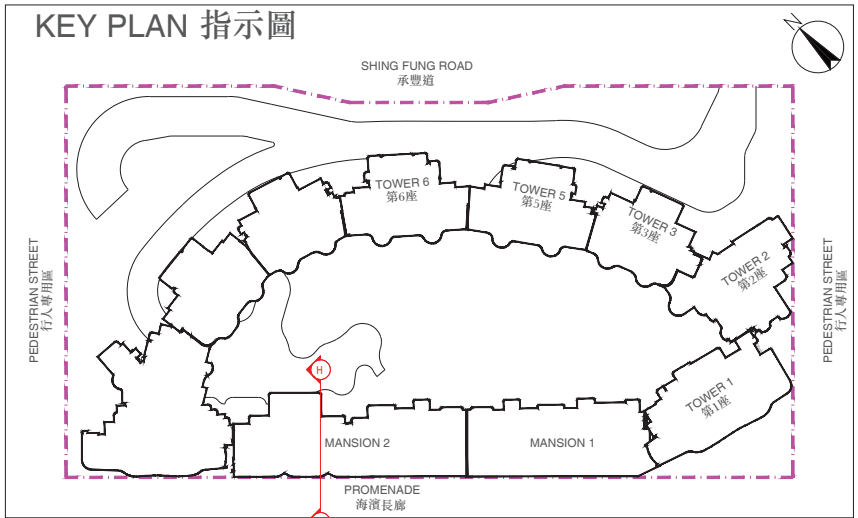 KEY PLAN 指示圖
N
SHING FUNG ROAD
承豐道
TOWER 6
第6座
TOWER 5
第5座
TOWER 3
第3座
TOWER 2
第2座
PEDESTRIAN STREET
行人專用區
PEDESTRIAN STREET
行人專用區
H
TOWER 1
第1座
MANSION 2
MANSION 1
PROMENADE
海濱長廊